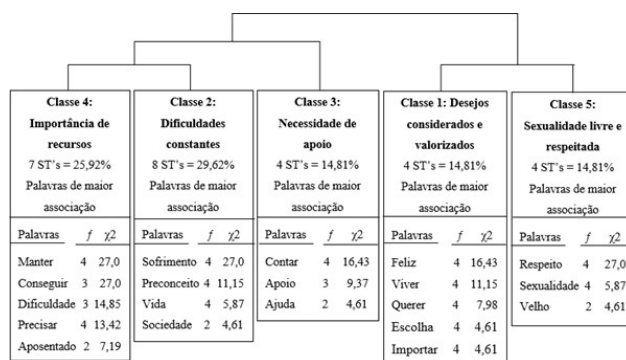 Classe 4:
Importância de
recursos
7 ST's = 25,92%
Palavras de maior
associação
Palavras f χ2
Manter 4 27,0
Conseguir 3 27,0
Dificuldade 3 14,85
Precisar 4 13,42
Aposentado 2 7,19
Classe 2:
Dificuldades
constantes
8 ST's = 29,62%
Palavras de maior
associação
Palavras f χ2
Sofrimento 4 27,0
Preconceito 4 11,15
Vida 4 5,87
Sociedade 2 4,61
Classe 3:
Necessidade de
apoio
4 ST's = 14,81%
Palavras de maior
associação
Palavras f χ2
Contar 4 16,43
Apoio 3 9,37
Ajuda 2 4,61
Classe 1: Desejos
considerados e
valorizados
4 ST's = 14,81%
Palavras de maior
associação
Palavras f χ2
Feliz 4 16,43
Viver 4 11,15
Querer 4 7,98
Escolha 4 4,61
Importar 4 4,61
Classe 5:
Sexualidade livre e
respeitada
4 ST's = 14,81%
Palavras de maior
associação
Palavras f χ2
Respeito 4 27,0
Sexualidade 4 5,87
Velho 2 4,61